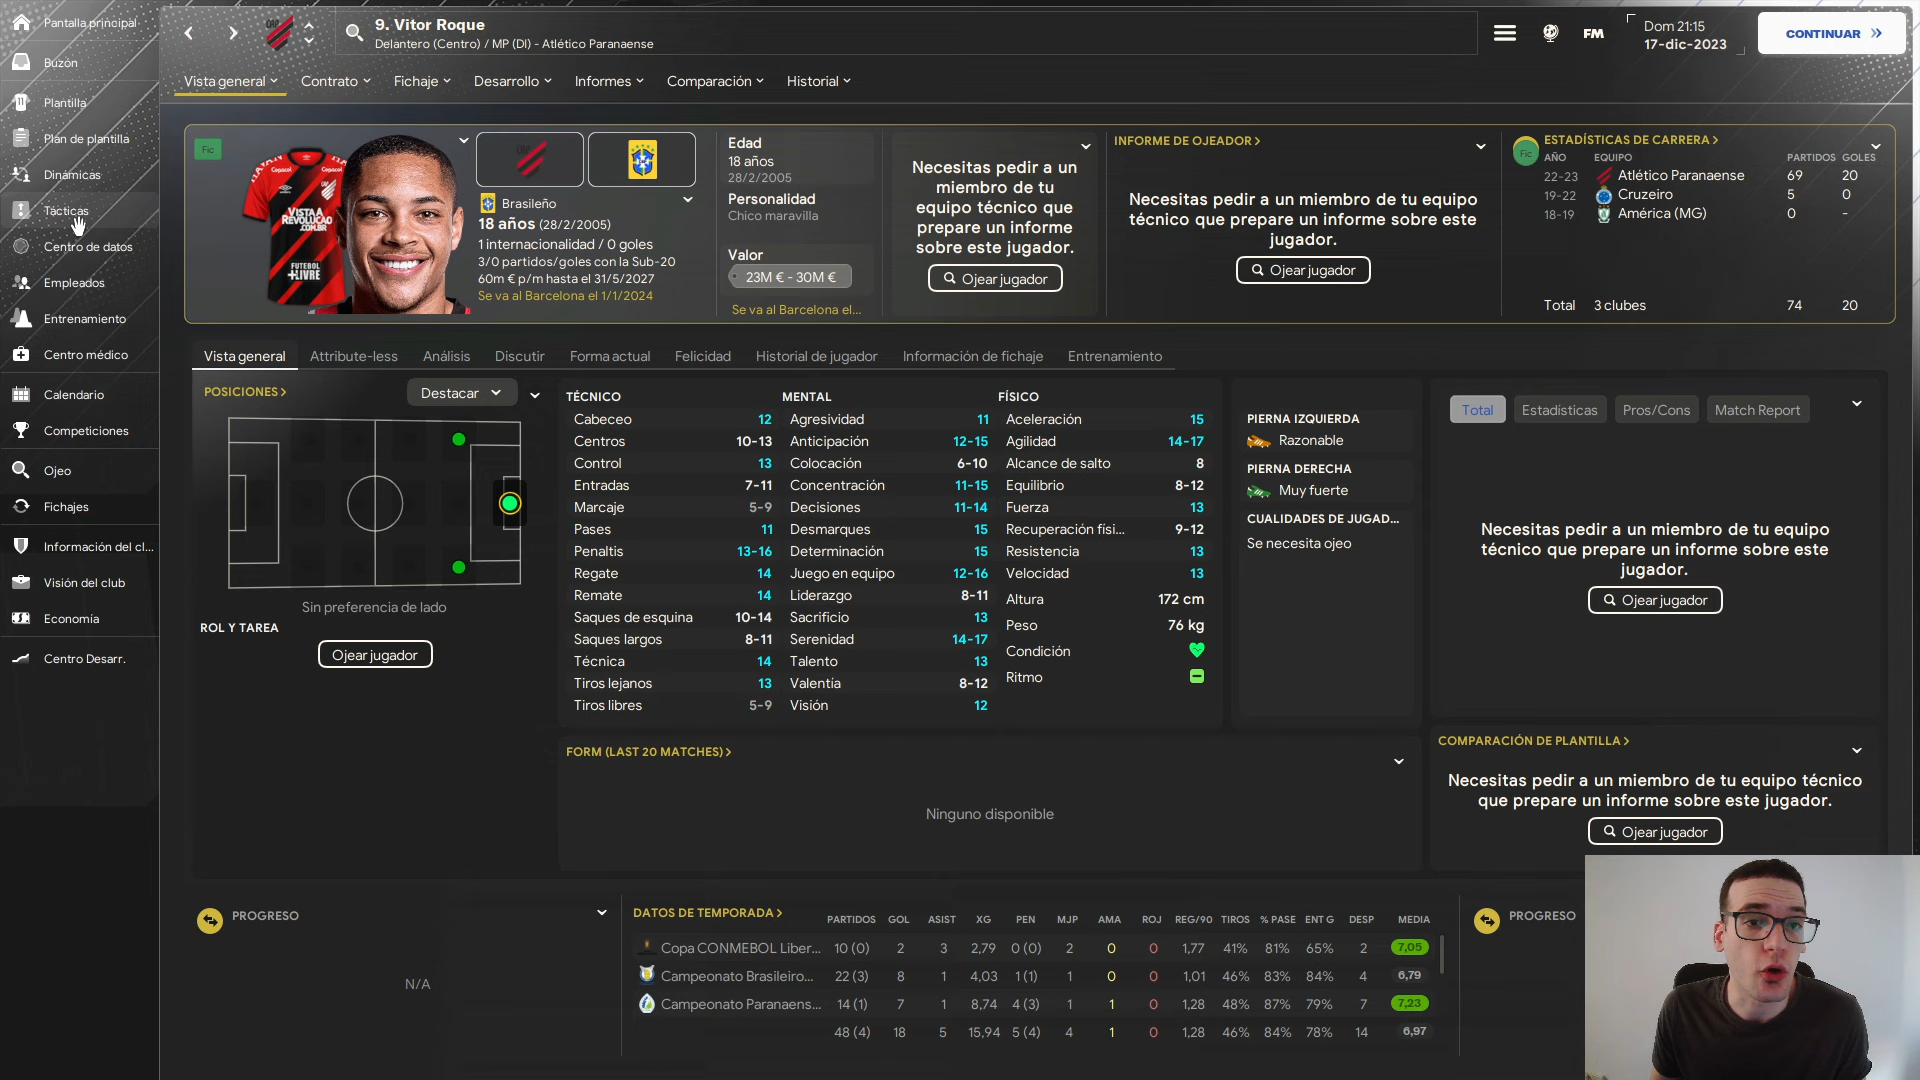 Pantalla principal
Buzón
Plantilla
Plan de plantilla
Dinámicas
Tácticas
Centro de datos
Empleados
Entrenamiento
Centro médico
Calendario
Competiciones
Ojeo
Fichajes
Información del cl...
Visión del club
Economía
Centro Desarr.
9. Vitor Roque
Delantero (Centro) / MP (DI) - Atlético Paranaense
FM
Dom 21:15
17-dic-2023
CONTINUAR
Vista general
Contrato
Fichaje
Desarrollo
Informes
Comparación
Historial
Fic
VISTA A
REVOLUCAO
.COM.BR
FUTEBOL
+LIVRE
Brasileño
18 años (28/2/2005)
1 internacionalidad / 0 goles
3/0 partidos/goles con la Sub-20
60m € p/m hasta el 31/5/2027
Se va al Barcelona el 1/1/2024
Edad
18 años
28/2/2005
Personalidad
Chico maravilla
Valor
23M € - 30M €
Se va al Barcelona el...
Necesitas pedir a un
miembro de tu
equipo técnico que
prepare un informe
sobre este jugador.
Ojear jugador
INFORME DE OJEADOR
Necesitas pedir a un miembro de tu equipo
técnico que prepare un informe sobre este
jugador.
Ojear jugador
Fic
ESTADÍSTICAS DE CARRERA
AÑO EQUIPO PARTIDOS GOLES
22-23 Atlético Paranaense 69 20
19-22 Cruzeiro 5 0
18-19 América (MG) 0 -
Total 3 clubes 74 20
Vista general
Attribute-less
Análisis
Discutir
Forma actual
Felicidad
Historial de jugador
Información de fichaje
Entrenamiento
POSICIONES
Destacar
Sin preferencia de lado
ROL Y TAREA
Ojear jugador
TÉCNICO
Cabeceo 12
Centros 10-13
Control 13
Entradas 7-11
Marcaje 5-9
Pases 11
Penaltis 13-16
Regate 14
Remate 14
Saques de esquina 10-14
Saques largos 8-11
Técnica 14
Tiros lejanos 13
Tiros libres 5-9
MENTAL
Agresividad 11
Anticipación 12-15
Colocación 6-10
Concentración 11-15
Decisiones 11-14
Desmarques 15
Determinación 15
Juego en equipo 12-16
Liderazgo 8-11
Sacrificio 13
Serenidad 14-17
Talento 13
Valentía 8-12
Visión 12
FÍSICO
Aceleración 15
Agilidad 14-17
Alcance de salto 8
Equilibrio 8-12
Fuerza 13
Recuperación físi... 9-12
Resistencia 13
Velocidad 13
Altura 172 cm
Peso 76 kg
Condición
Ritmo
PIERNA IZQUIERDA
Razonable
PIERNA DERECHA
Muy fuerte
CUALIDADES DE JUGAD...
Se necesita ojeo
Total
Estadísticas
Pros/Cons
Match Report
Necesitas pedir a un miembro de tu equipo
técnico que prepare un informe sobre este
jugador.
Ojear jugador
FORM (LAST 20 MATCHES)
Ninguno disponible
COMPARACIÓN DE PLANTILLA
Necesitas pedir a un miembro de tu equipo técnico
que prepare un informe sobre este jugador.
Ojear jugador
PROGRESO
N/A
DATOS DE TEMPORADA PARTIDOS GOL ASIST XG PEN MJP AMA ROJ REG/90 TIROS % PASE ENT G DESP MEDIA
Copa CONMEBOL Liber... 10 (0) 2 3 2,79 0 (0) 2 0 0 1,77 41% 81% 65% 2 7,05
Campeonato Brasileiro... 22 (3) 8 1 4,03 1 (1) 1 0 0 1,01 46% 83% 84% 4 6,79
Campeonato Paranaens... 14 (1) 7 1 8,74 4 (3) 1 1 0 1,28 48% 87% 79% 7 7,23
48 (4) 18 5 15,94 5 (4) 4 1 0 1,28 46% 84% 78% 14 6,97
PROGRESO